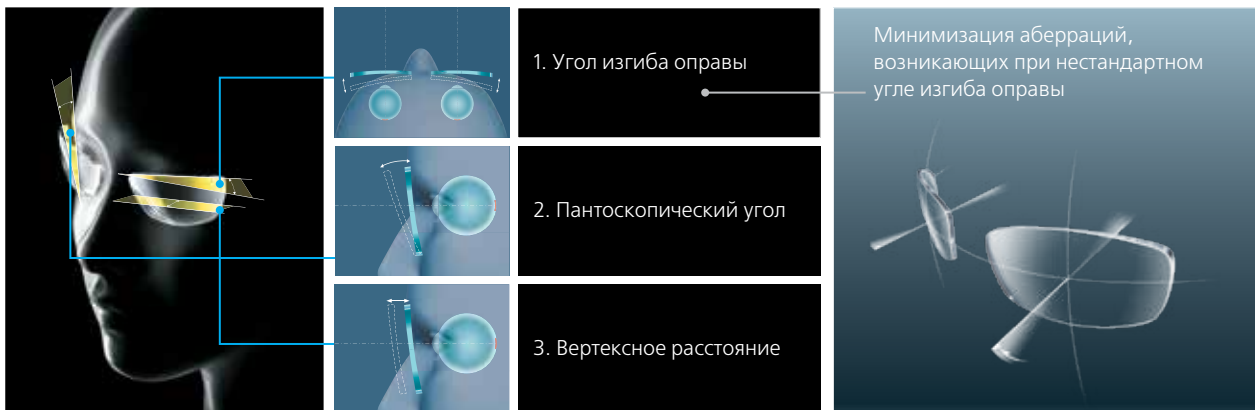 1. Угол изгиба оправы
2. Пантоскопический угол
3. Вертексное расстояние
Минимизация аберраций,
возникающих при нестандартном
угле изгиба оправы